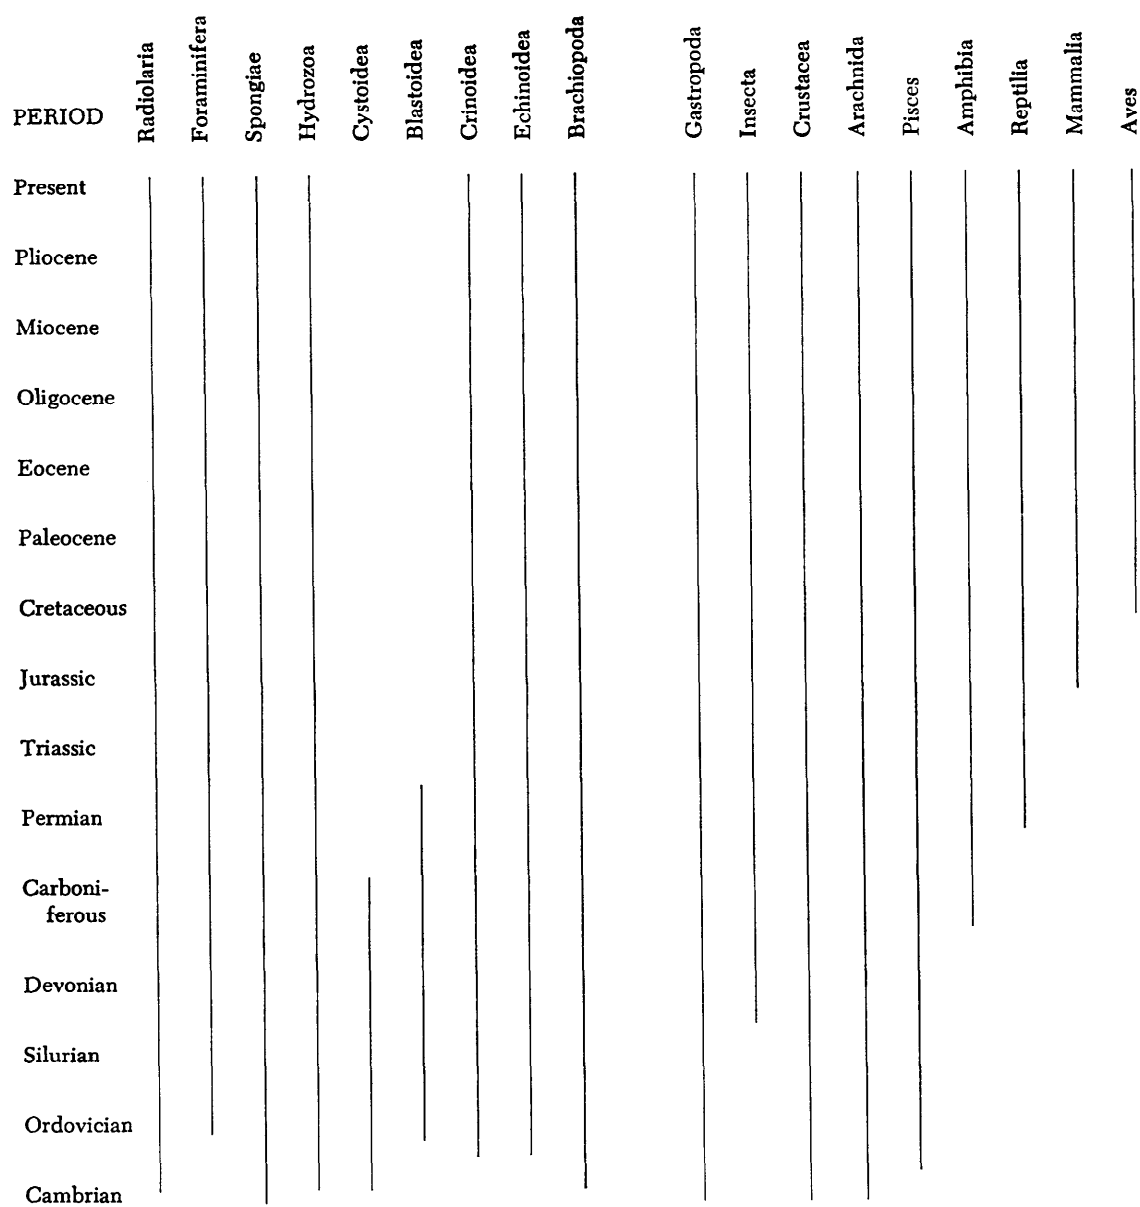 PERIOD
Radiolaria
Foraminifera
Spongiae
Hydrozoa
Cystoidea
Blastoidea
Crinoidea
Echinoidea
Brachiopoda
Gastropoda
Insecta
Crustacea
Arachnida
Pisces
Amphibia
Reptilia
Mammalia
Aves
Present
Pliocene
Miocene
Oligocene
Eocene
Paleocene
Cretaceous
Jurassic
Triassic
Permian
Carboni-
ferous
Devonian
Silurian
Ordovician
Cambrian